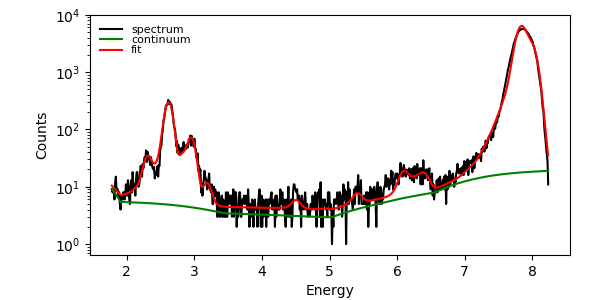 10⁴
10³
10²
10¹
10⁰
Counts
spectrum
continuum
fit
2 3 4 5 6 7 8
Energy